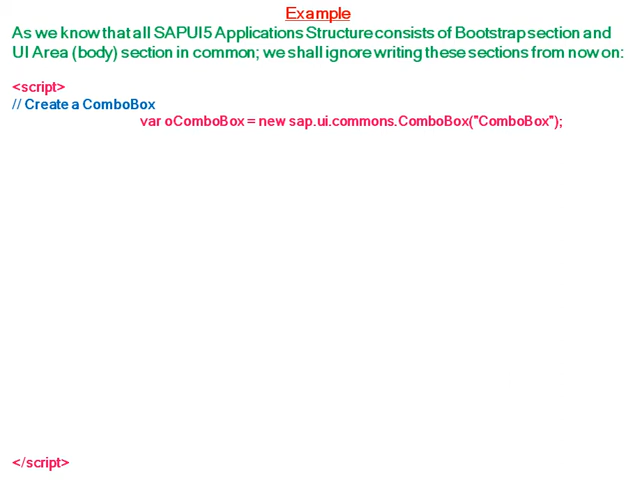 Example
As we know that all SAPUI5 Applications Structure consists of Bootstrap section and
UI Area (body) section in common; we shall ignore writing these sections from now on:
<script>
// Create a ComboBox
var oComboBox = new sap.ui.commons.ComboBox("ComboBox");
</script>